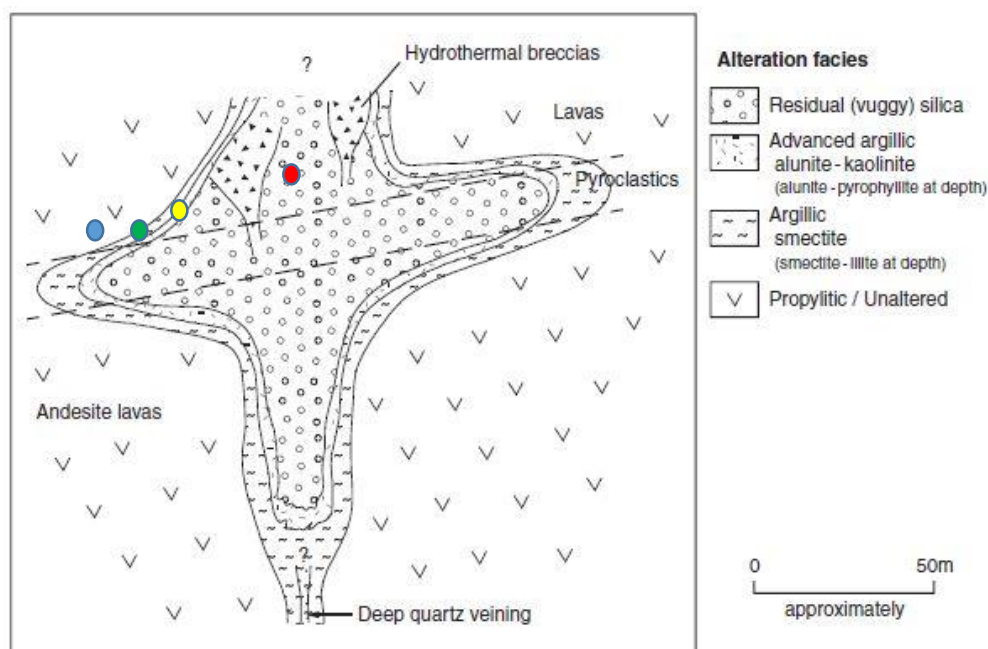 ?
Hydrothermal breccias
Lavas
Pyroclastics
Andesite lavas
?
Deep quartz veining
Alteration facies
Residual (vuggy) silica
Advanced argillic
alunite-kaolinite
(alunite-pyrophyllite at depth)
Argillic
smectite
(smectite-illite at depth)
Propylitic / Unaltered
0 50m
approximately